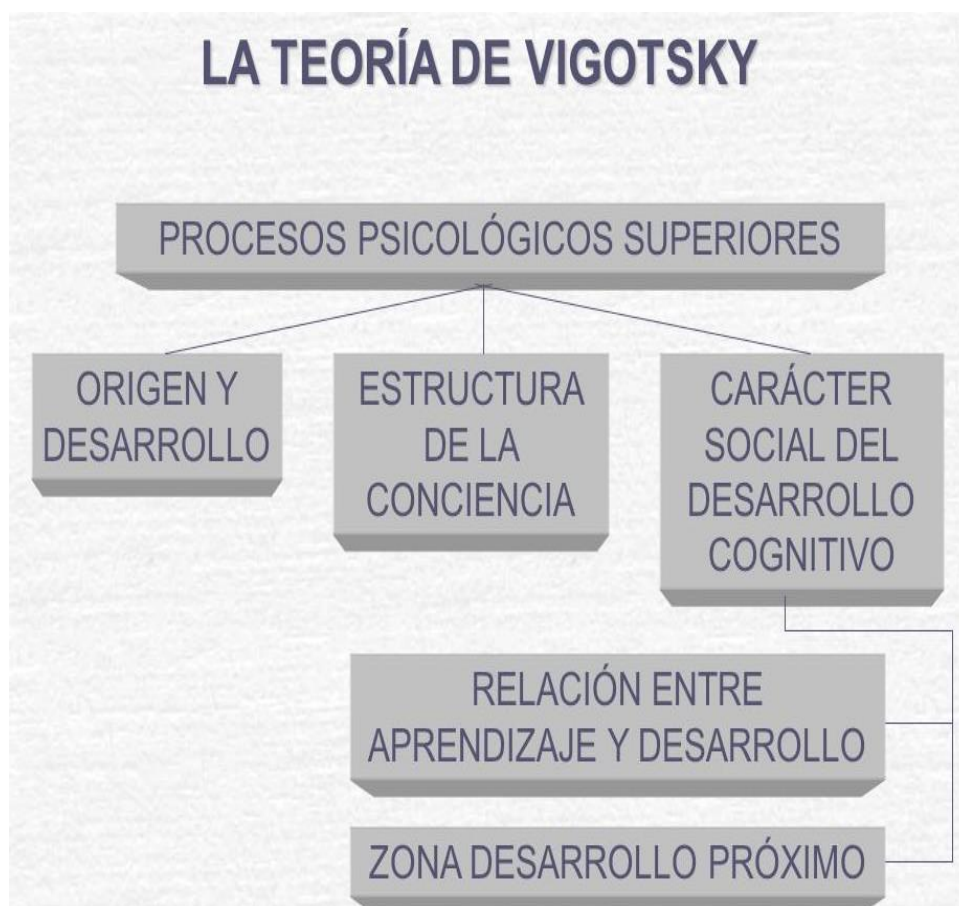 LA TEORÍA DE VIGOTSKY
PROCESOS PSICOLÓGICOS SUPERIORES
ORIGEN Y
DESARROLLO
ESTRUCTURA
DE LA
CONCIENCIA
CARÁCTER
SOCIAL DEL
DESARROLLO
COGNITIVO
RELACIÓN ENTRE
APRENDIZAJE Y DESARROLLO
ZONA DESARROLLO PRÓXIMO